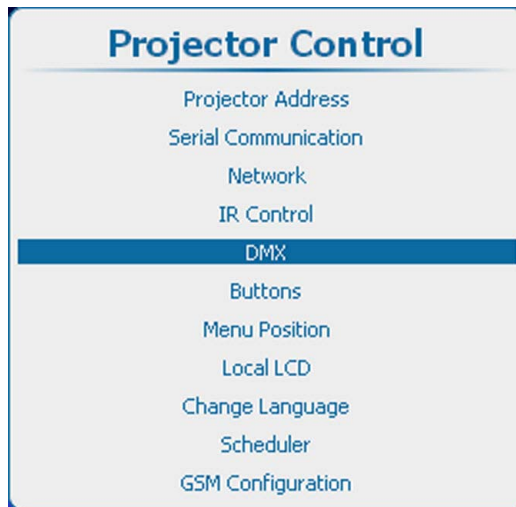 Projector Control
Projector Address
Serial Communication
Network
IR Control
DMX
Buttons
Menu Position
Local LCD
Change Language
Scheduler
GSM Configuration